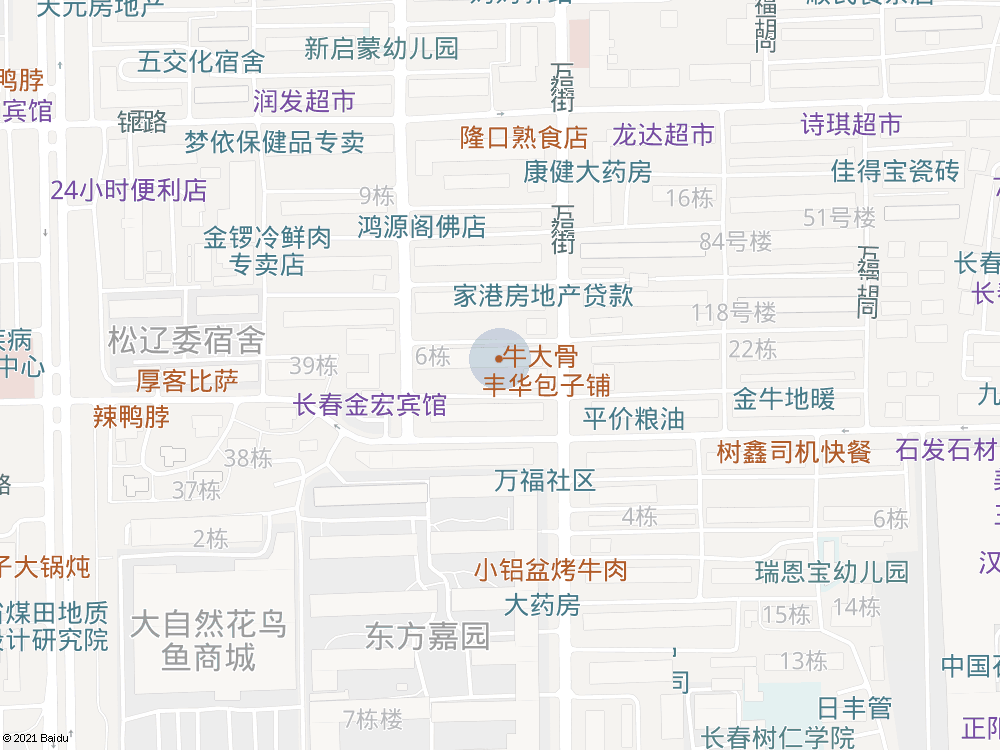 天元房地产
五交化宿舍
新启蒙幼儿园
万福街
万福胡同
鸭脖
宾馆
润发超市
锦西路
梦依保健品专卖
隆口熟食店
龙达超市
诗琪超市
24小时便利店
9栋
康健大药房
16栋
佳得宝瓷砖
金锣冷鲜肉
专卖店
鸿源阁佛店
万福街
51号楼
84号楼
万福胡同
长春
家港房地产贷款
118号楼
松辽委宿舍
中心
39栋
6栋
牛大骨
22栋
厚客比萨
丰华包子铺
辣鸭脖
长春金宏宾馆
平价粮油
金牛地暖
九
38栋
树鑫司机快餐
石发石材
路
37栋
万福社区
2栋
4栋
6栋
子大锅炖
小铝盆烤牛肉
瑞恩宝幼儿园
汉
省煤田地质
设计研究院
大自然花鸟
鱼商城
东方嘉园
大药房
15栋
14栋
13栋
中国石
7栋楼
日丰管
正阳
长春树仁学院
© 2021 Baidu